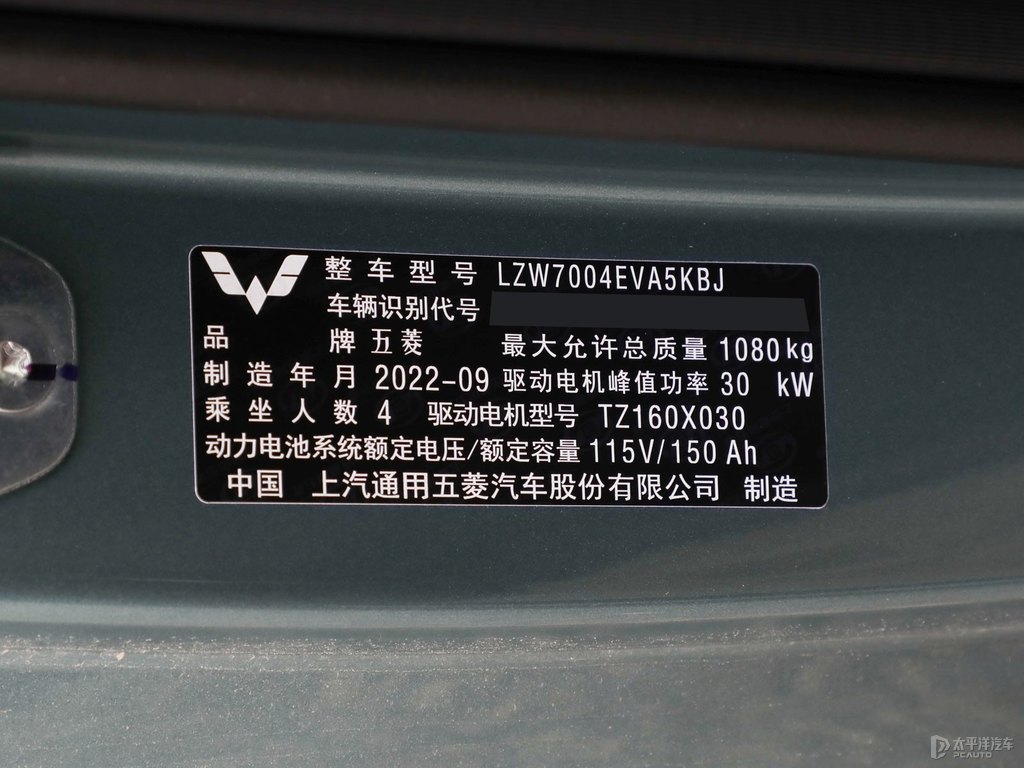 整车型号 LZW7004EVA5KBJ
车辆识别代号
品牌 五菱 最大允许总质量 1080kg
制造年月 2022-09 驱动电机峰值功率 30 kW
乘坐人数 4 驱动电机型号 TZ160X030
动力电池系统额定电压/额定容量 115V/150 Ah
中国 上汽通用五菱汽车股份有限公司 制造
太平洋汽车
PCAUTO